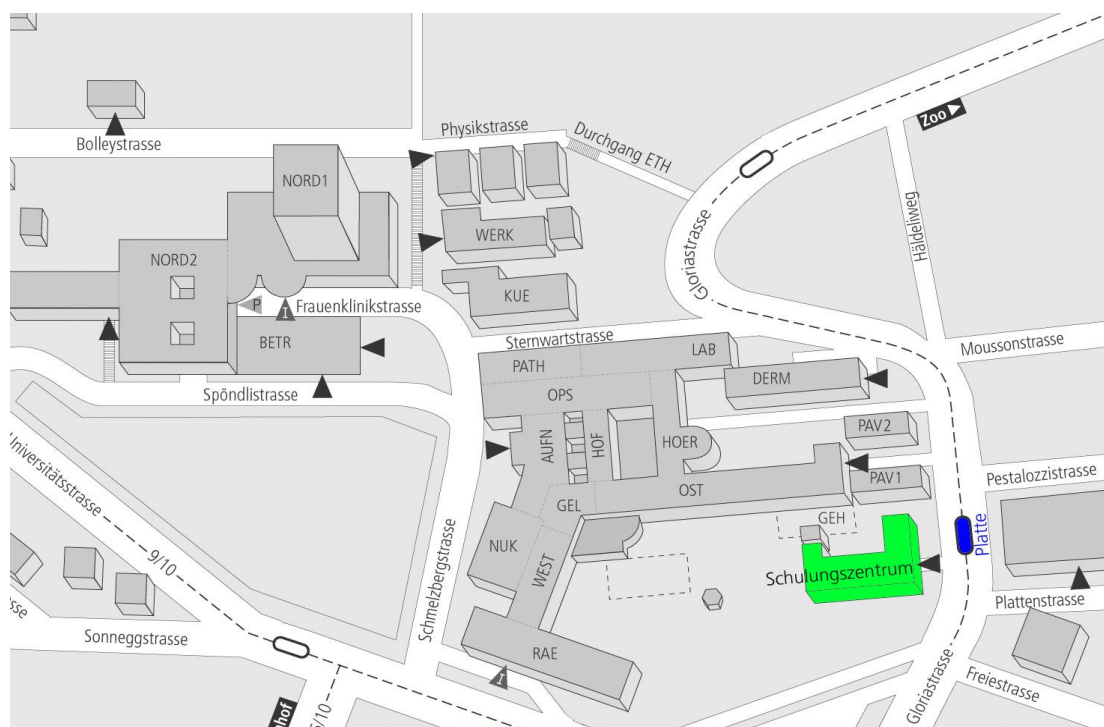 Physikstrasse
Durchgang ETH
Zoo
Bolleystrasse
NORD1
Häldeliweg
WERK
NORD2
Gloriastrasse
KUE
P
I
Frauenklinikstrasse
Sternwartstrasse
BETR
LAB
Moussonstrasse
PATH
DERM
Spöndlistrasse
OPS
AUFN
HOF
HOER
PAV2
Universitätsstrasse
PAV1
Pestalozzistrasse
OST
GEL
GEH
NUK
Platte
9/10
WEST
Schulungszentrum
Schmelzbergstrasse
Plattenstrasse
Sonneggstrasse
RAE
I
Gloriastrasse
Freiestrasse